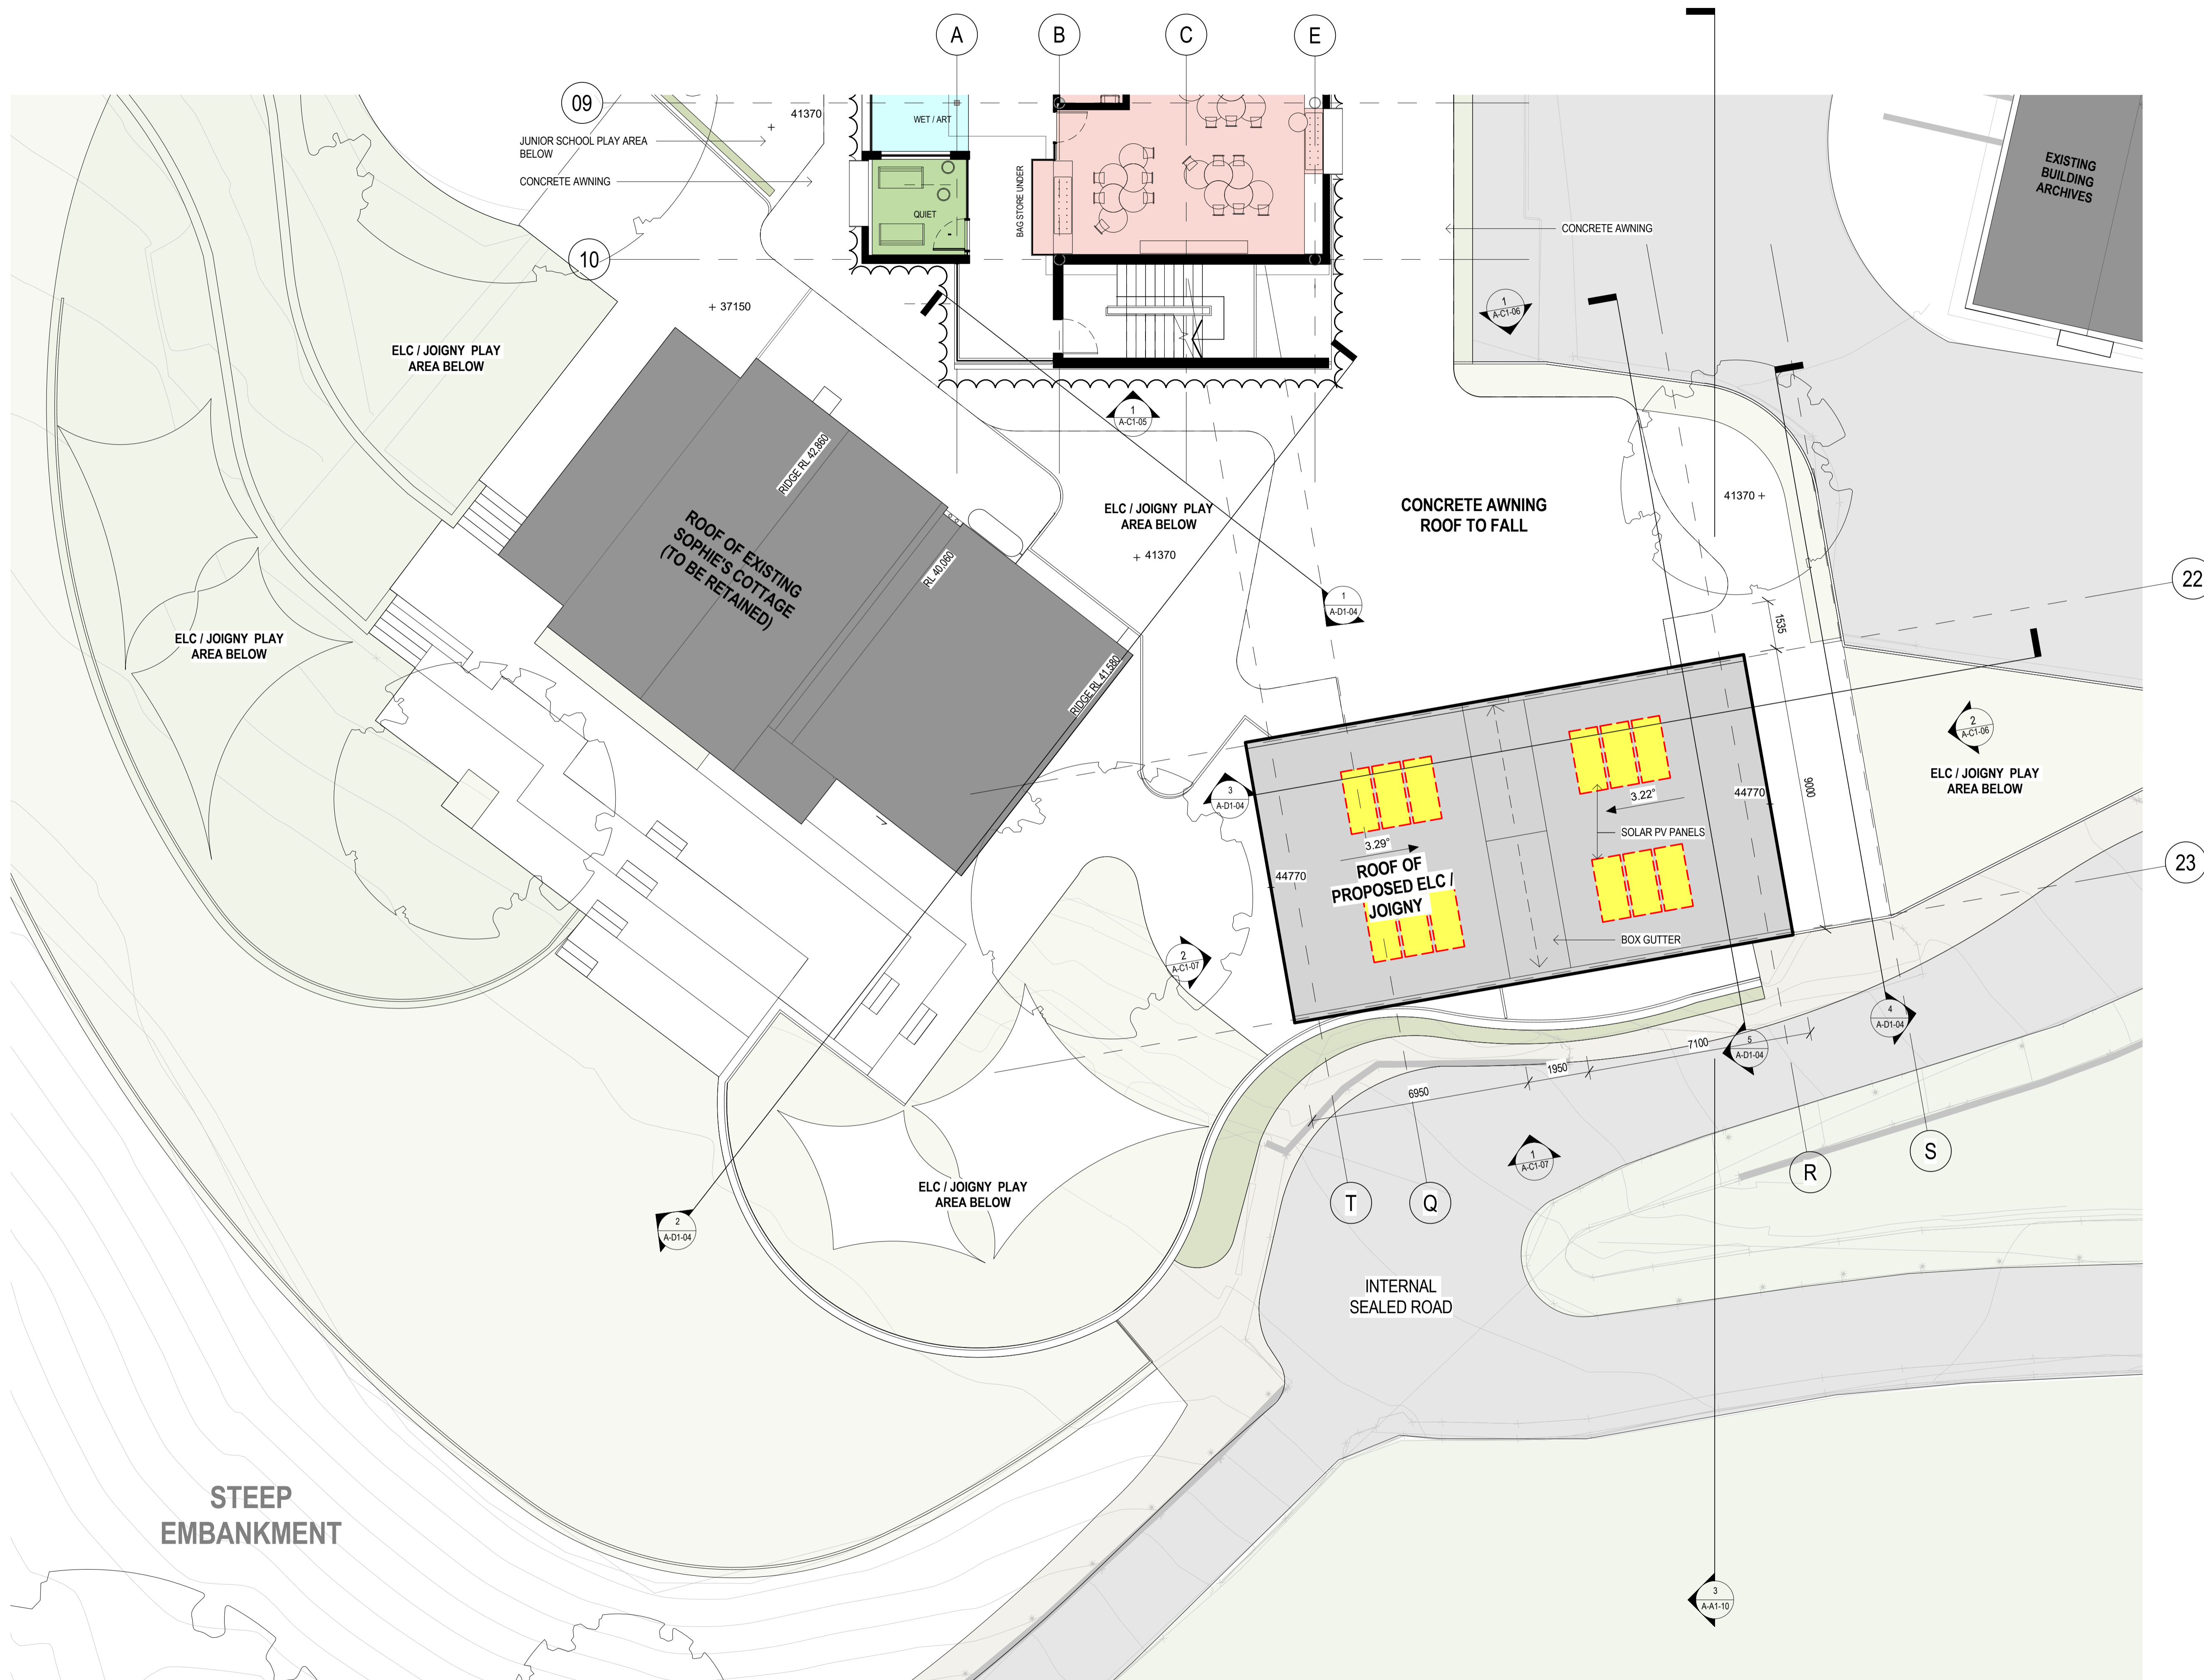 A
B
C
E
09
41370
WET / ART
JUNIOR SCHOOL PLAY AREA
BELOW
CONCRETE AWNING
QUIET
BAG STORE UNDER
10
EXISTING
BUILDING
ARCHIVES
CONCRETE AWNING
1
A-C1-06
+ 37150
ELC / JOIGNY PLAY
AREA BELOW
1
A-C1-05
RIDGE RL 42.860
ROOF OF EXISTING
SOPHIE'S COTTAGE
(TO BE RETAINED)
RL 40.060
RIDGE RL 41.580
ELC / JOIGNY PLAY
AREA BELOW
+ 41370
CONCRETE AWNING
ROOF TO FALL
41370 +
22
1
A-D1-04
1535
ELC / JOIGNY PLAY
AREA BELOW
2
A-C1-06
ELC / JOIGNY PLAY
AREA BELOW
3
A-D1-04
9000
44770
3.22°
SOLAR PV PANELS
3.29°
ROOF OF
PROPOSED ELC /
JOIGNY
44770
23
BOX GUTTER
2
A-C1-07
4
A-D1-04
5
A-D1-04
7100
1950
6950
1
A-C1-07
T
Q
R
S
ELC / JOIGNY PLAY
AREA BELOW
2
A-D1-04
INTERNAL
SEALED ROAD
STEEP
EMBANKMENT
3
A-A1-10